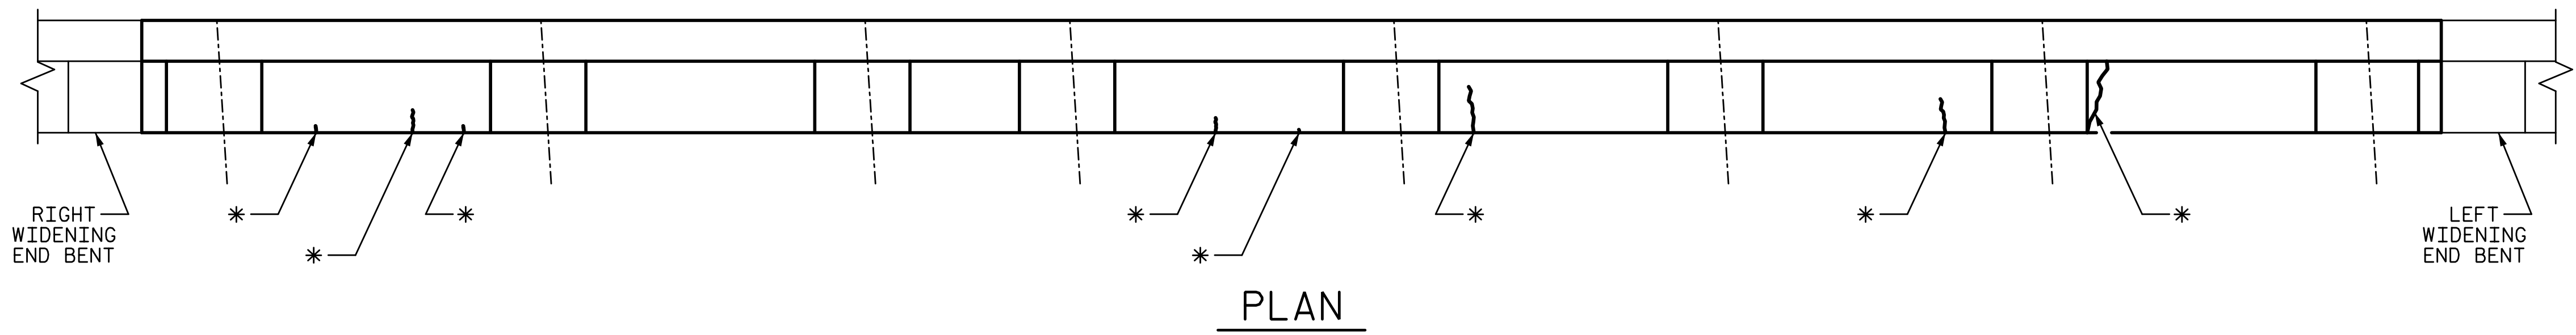 RIGHT
WIDENING
END BENT
*
*
*
*
*
*
*
*
LEFT
WIDENING
END BENT
PLAN